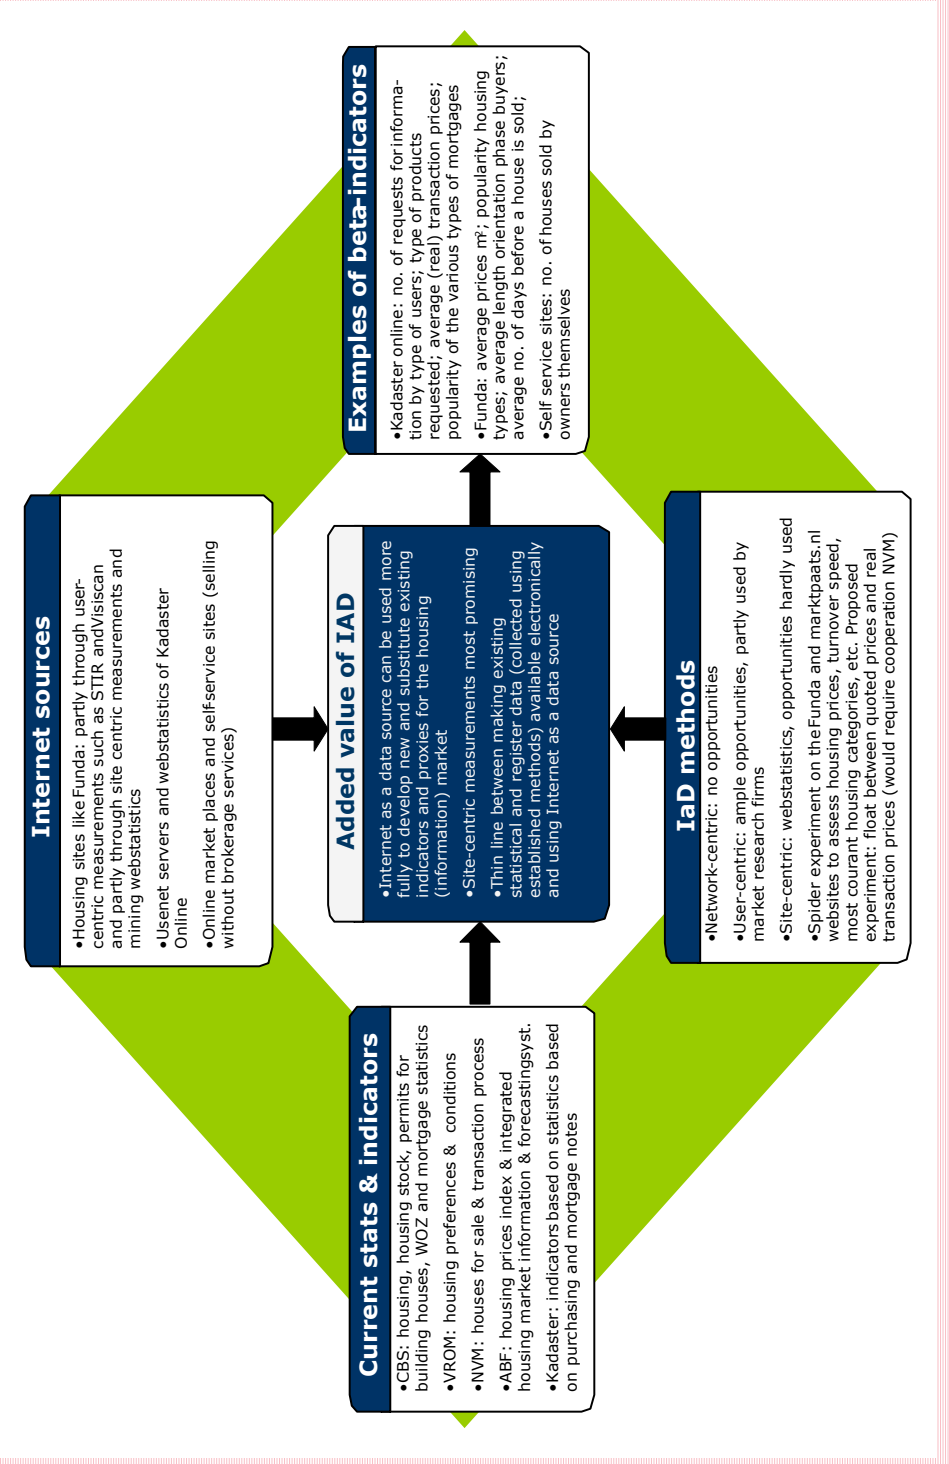 Internet sources
•Housing sites like Funda: partly through user-
centric measurements such as STIR and Visiscan
and partly through site centric measurements and
mining webstatistics
•Usenet servers and webstatistics of Kadaster
Online
•Online market places and self-service sites (selling
without brokerage services)
Current stats & indicators
•CBS: housing, housing stock, permits for
building houses, WOZ and mortgage statistics
•VROM: housing preferences & conditions
•NVM: houses for sale & transaction process
•ABF: housing prices index & integrated
housing market information & forecastingsyst.
•Kadaster: indicators based on statistics based
on purchasing and mortgage notes
Added value of IAD
•Internet as a data source can be used more
fully to develop new and substitute existing
indicators and proxies for the housing
(information) market
•Site-centric measurements most promising
•Thin line between making existing
statistical and register data (collected using
established methods) available electronically
and using Internet as a data source
Examples of beta-indicators
•Kadaster online: no. of requests for informa-
tion by type of users; type of products
requested; average (real) transaction prices;
popularity of the various types of mortgages
•Funda: average prices m²; popularity housing
types; average length orientation phase buyers;
average no. of days before a house is sold;
•Self service sites: no. of houses sold by
owners themselves
IaD methods
•Network-centric: no opportunities
•User-centric: ample opportunities, partly used by
market research firms
•Site-centric: webstatistics, opportunities hardly used
•Spider experiment on the Funda and marktpaats.nl
websites to assess housing prices, turnover speed,
most courant housing categories, etc. Proposed
experiment: float between quoted prices and real
transaction prices (would require cooperation NVM)